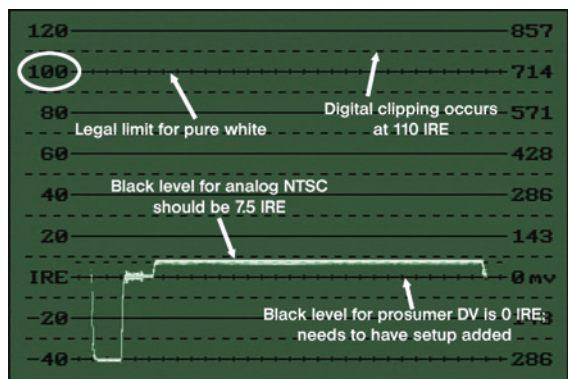 120 857
100 714
Legal limit for pure white
Digital clipping occurs
at 110 IRE
80 571
60 428
Black level for analog NTSC
should be 7.5 IRE
40 286
20 143
IRE 0 mv
Black level for prosumer DV is 0 IRE;
needs to have setup added
-20
-40 286